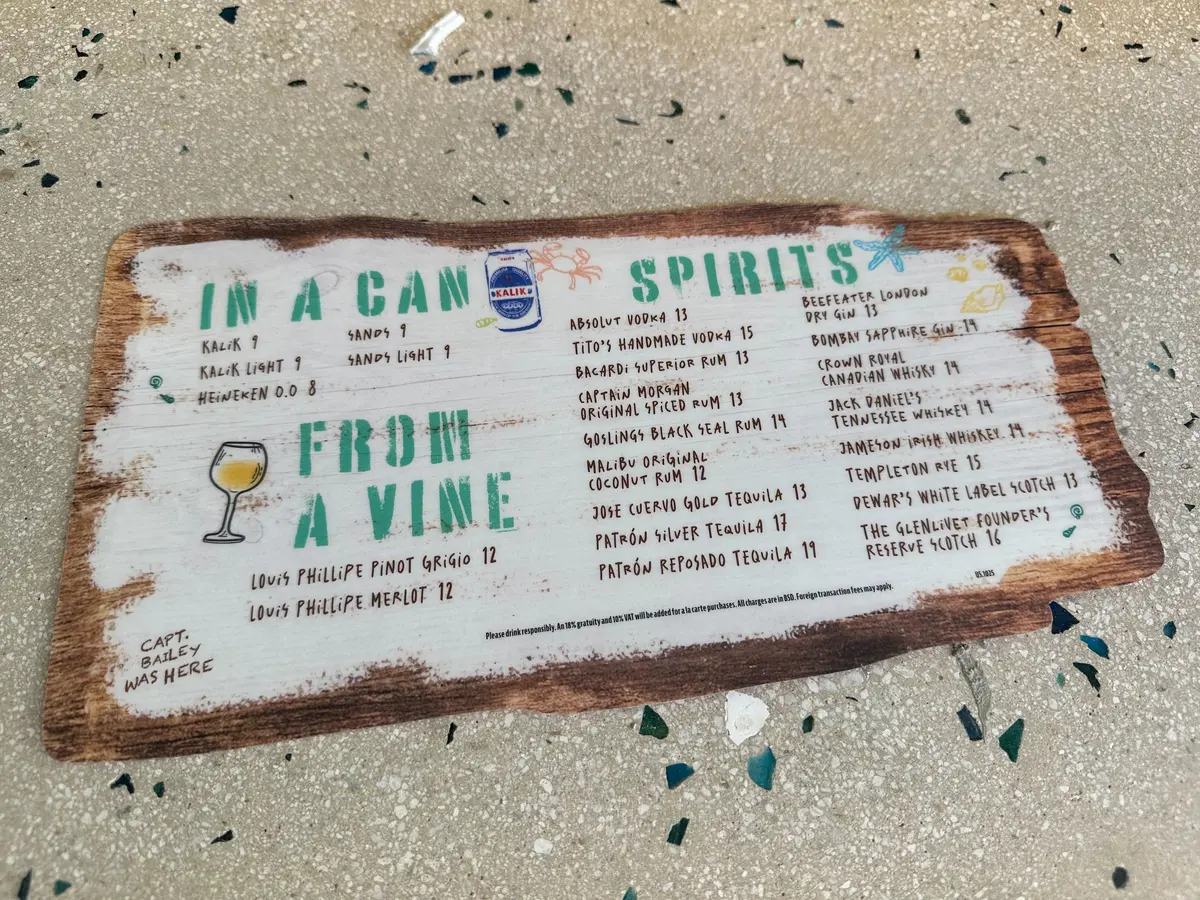 IN A CAN
KALIK
KALIK 9
KALIK LIGHT 9
HEINEKEN 0.0 8
SANDS 9
SANDS LIGHT 9
FROM
A VINE
LOUIS PHILLIPE PINOT GRIGIO 12
LOUIS PHILLIPE MERLOT 12
CAPT.
BAILEY
WAS HERE
SPIRITS
ABSOLUT VODKA 13
TITO'S HANDMADE VODKA 15
BACARDI SUPERIOR RUM 13
CAPTAIN MORGAN
ORIGINAL SPICED RUM 13
GOSLINGS BLACK SEAL RUM 14
MALIBU ORIGINAL
COCONUT RUM 12
JOSE CUERVO GOLD TEQUILA 13
PATRÓN SILVER TEQUILA 17
PATRÓN REPOSADO TEQUILA 19
BEEFEATER LONDON
DRY GIN 13
BOMBAY SAPPHIRE GIN 14
CROWN ROYAL
CANADIAN WHISKY 14
JACK DANIEL'S
TENNESSEE WHISKEY 14
JAMESON IRISH WHISKEY 14
TEMPLETON RYE 15
DEWAR'S WHITE LABEL SCOTCH 13
THE GLENLIVET FOUNDER'S
RESERVE SCOTCH 16
05.1025
Please drink responsibly. An 18% gratuity and 10% VAT will be added for a la carte purchases. All charges are in BSD. Foreign transaction fees may apply.